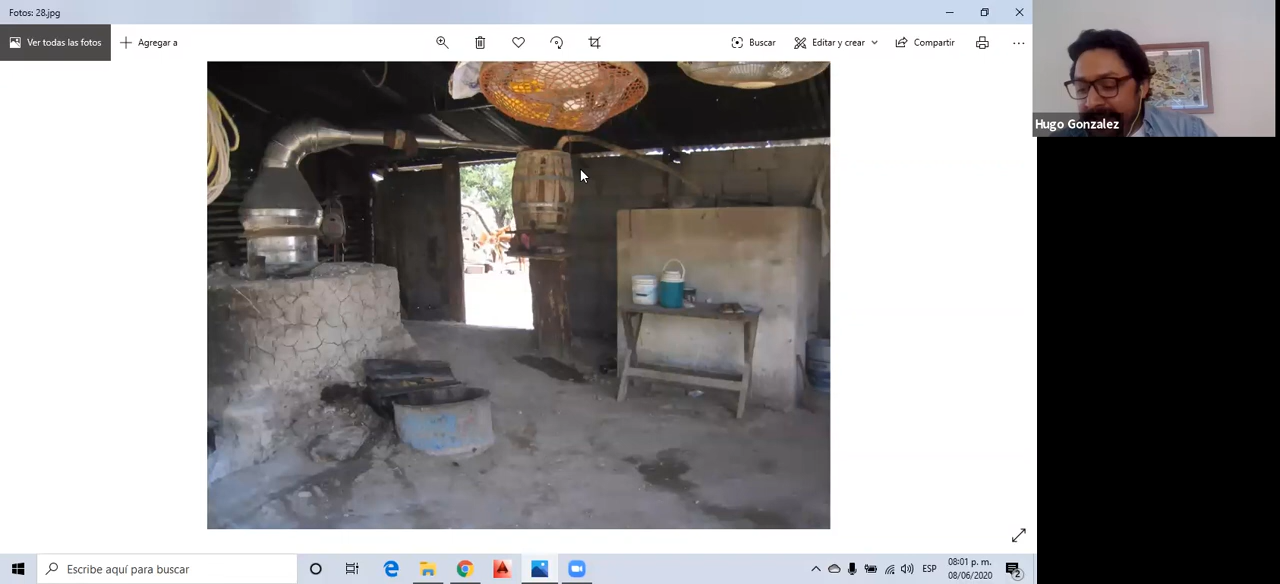 Fotos: 28.jpg
Ver todas las fotos
Agregar a
Buscar
Editar y crear
Compartir
Hugo Gonzalez
Escribe aquí para buscar
ESP
08:01 p. m.
08/06/2020
2